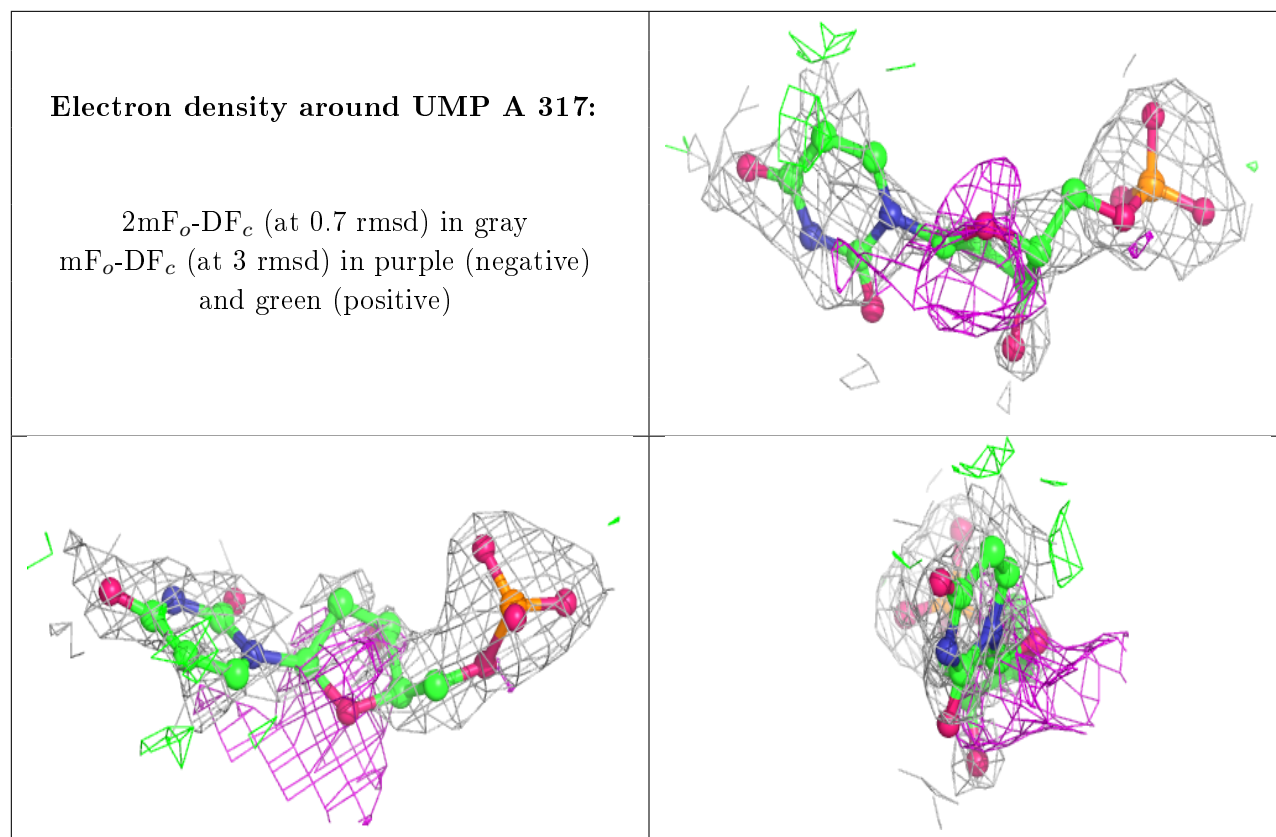 Electron density around UMP A 317:
2mFₒ-DF𝒸 (at 0.7 rmsd) in gray
mFₒ-DF𝒸 (at 3 rmsd) in purple (negative)
and green (positive)